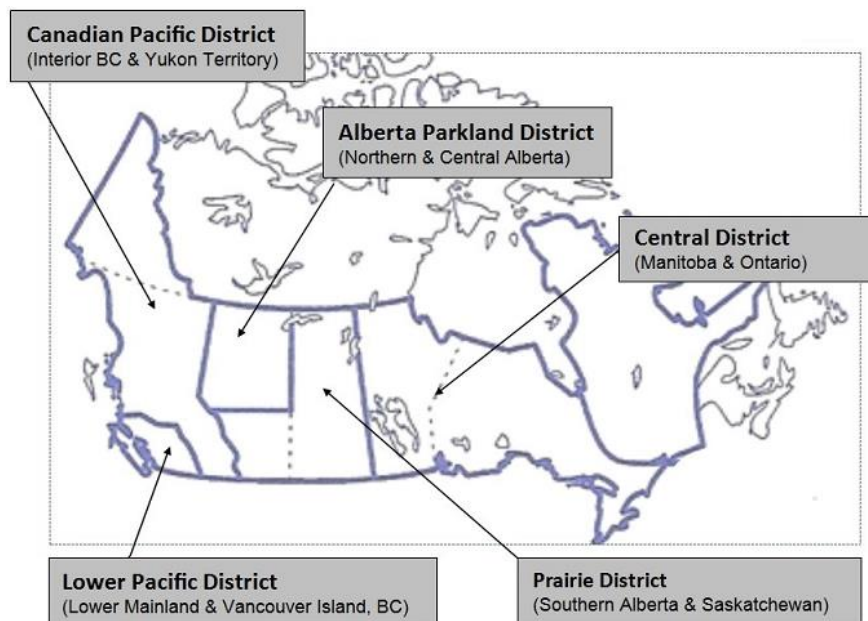 Canadian Pacific District
(Interior BC & Yukon Territory)
Alberta Parkland District
(Northern & Central Alberta)
Central District
(Manitoba & Ontario)
Lower Pacific District
(Lower Mainland & Vancouver Island, BC)
Prairie District
(Southern Alberta & Saskatchewan)